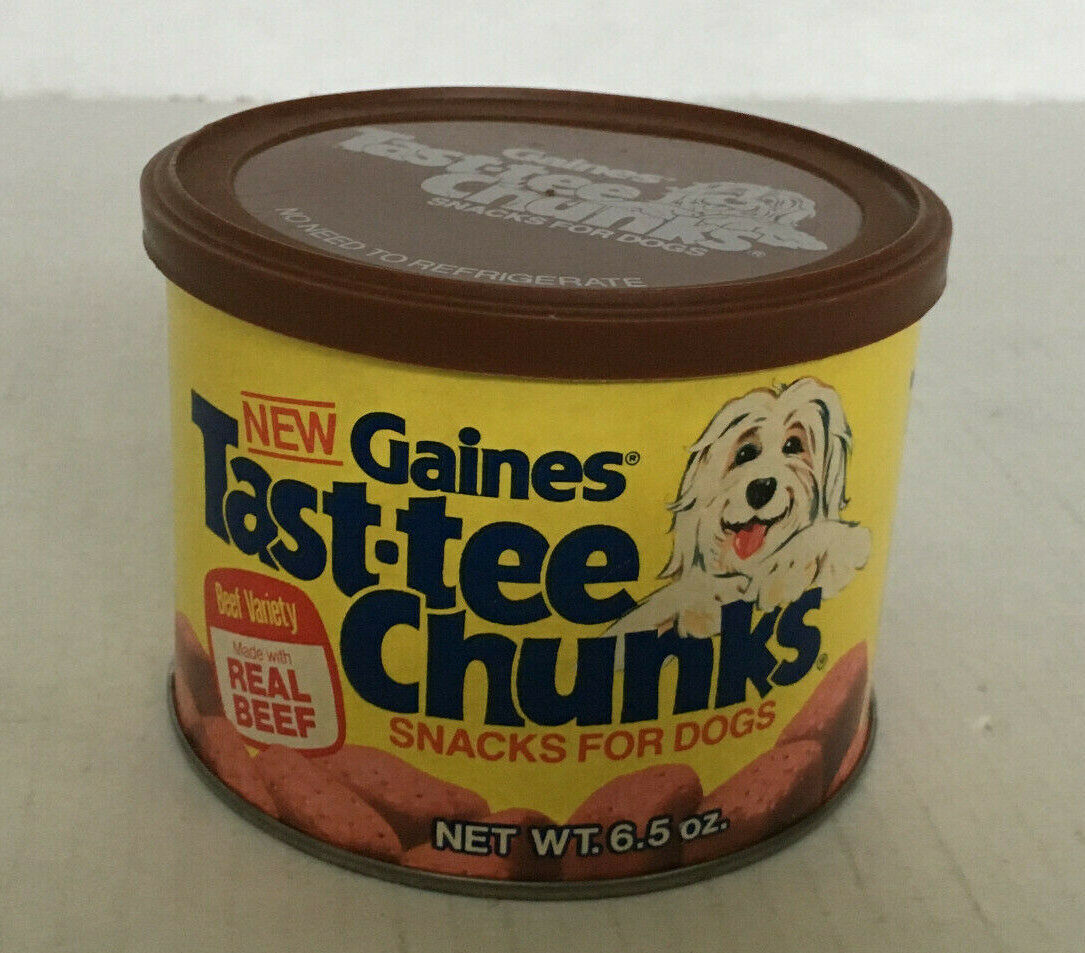 Gaines®
Tast-tee
Chunks®
SNACKS FOR DOGS
NO NEED TO REFRIGERATE
NEW
Gaines®
Tast-tee
Chunks®
SNACKS FOR DOGS
Beef Variety
Made with
REAL
BEEF
NET WT. 6.5 oz.